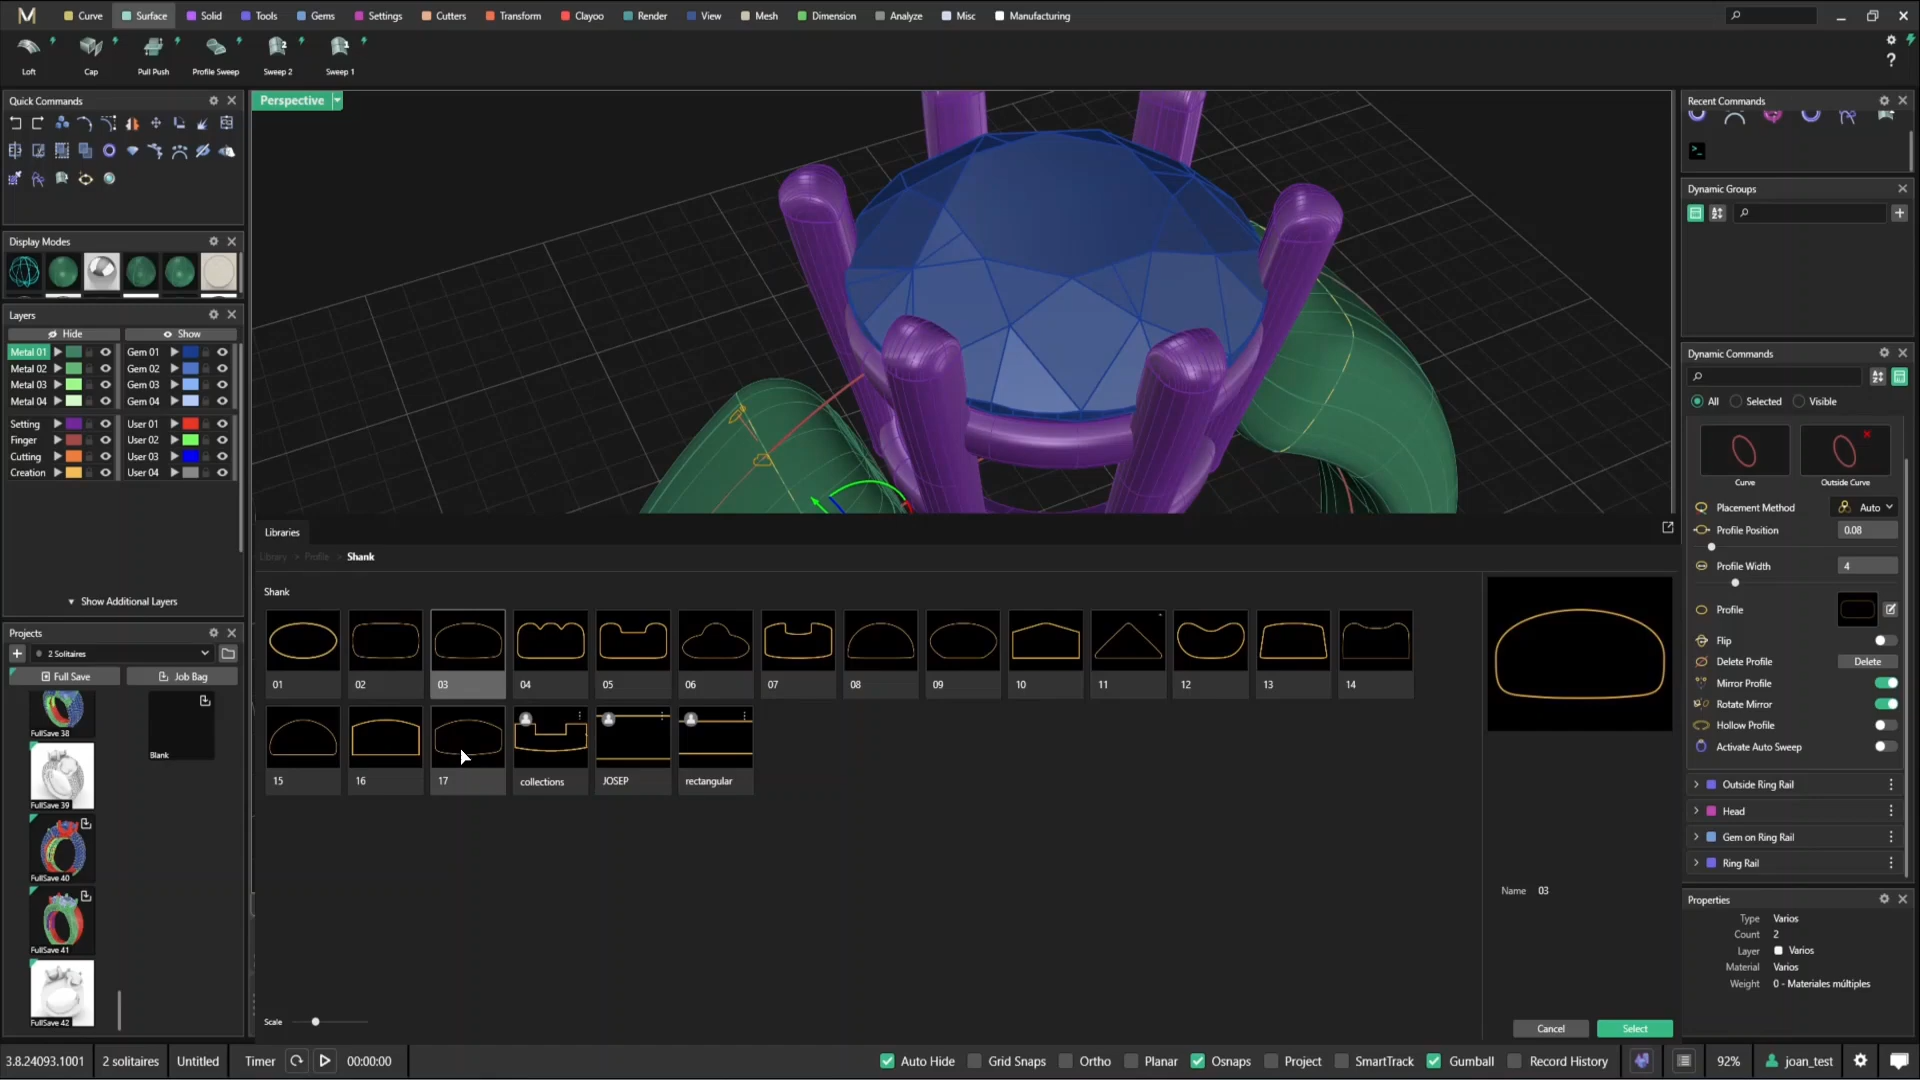 Curve Surface Solid Tools Gems Settings Cutters Transform Clayoo Render View Mesh Dimension Analyze Misc Manufacturing
Loft Cap Pull Push Profile Sweep Sweep 2 Sweep 1
Quick Commands
Perspective
Recent Commands
Dynamic Groups
Display Modes
Layers
Hide Show
Metal 01 Gem 01
Metal 02 Gem 02
Metal 03 Gem 03
Metal 04 Gem 04
Setting User 01
Finger User 02
Cutting User 03
Creation User 04
Show Additional Layers
Dynamic Commands
All Selected Visible
Curve Outside Curve
Placement Method Auto
Profile Position 0.08
Profile Width 4
Profile
Flip
Delete Profile Delete
Mirror Profile
Rotate Mirror
Hollow Profile
Activate Auto Sweep
Outside Ring Rail
Head
Gem on Ring Rail
Ring Rail
Libraries
Library > Profile > Shank
Shank
01 02 03 04 05 06 07 08 09 10 11 12 13 14
15 16 17 collections JOSEP rectangular
Name 03
Scale
Cancel Select
Projects
2 Solitaires
Full Save Job Bag
FullSave 38
Blank
FullSave 39
FullSave 40
FullSave 41
FullSave 42
Properties
Type Varios
Count 2
Layer Varios
Material Varios
Weight 0 - Materiales múltiples
3.8.24093.1001 2 solitaires Untitled Timer 00:00:00 Auto Hide Grid Snaps Ortho Planar Osnaps Project SmartTrack Gumball Record History 92% joan_test